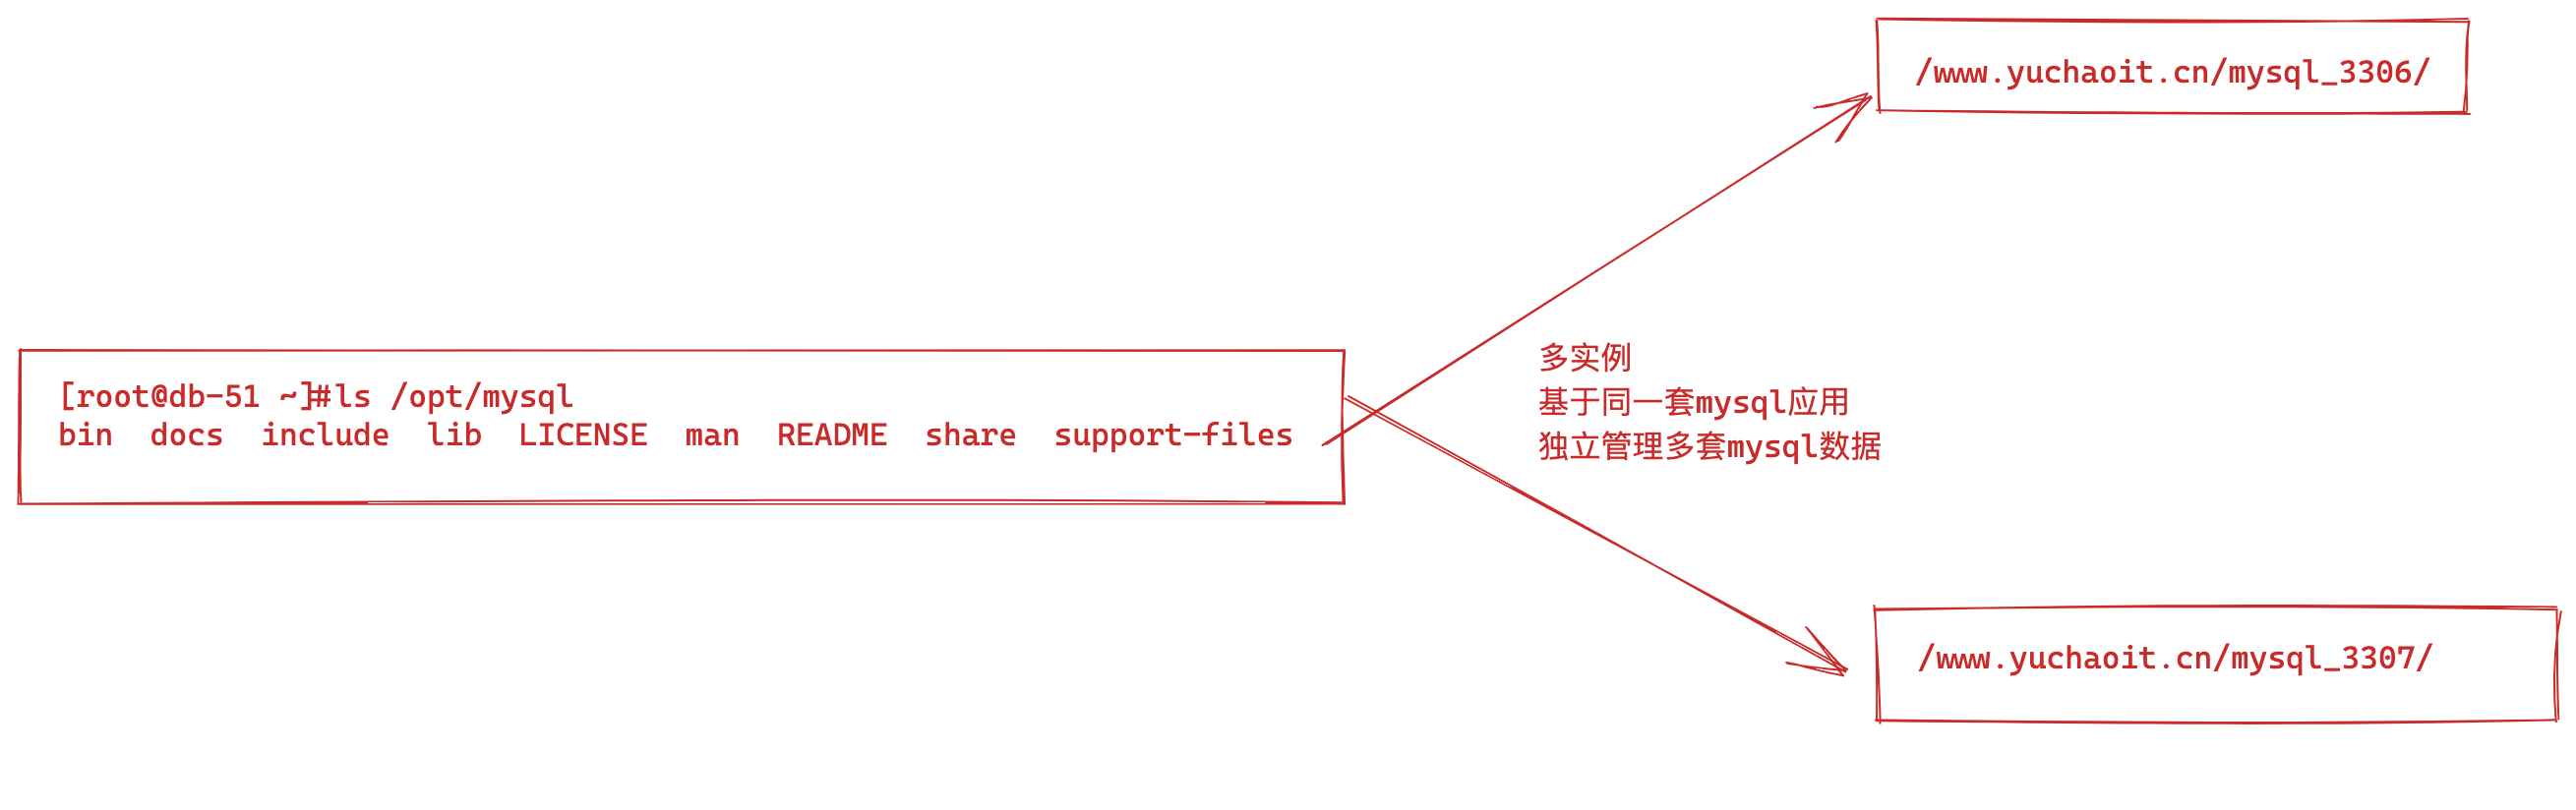 /www.yuchaoit.cn/mysql_3306/
多实例
基于同一套mysql应用
独立管理多套mysql数据
[root@db-51 ~]#ls /opt/mysql
bin  docs  include  lib  LICENSE  man  README  share  support-files
/www.yuchaoit.cn/mysql_3307/